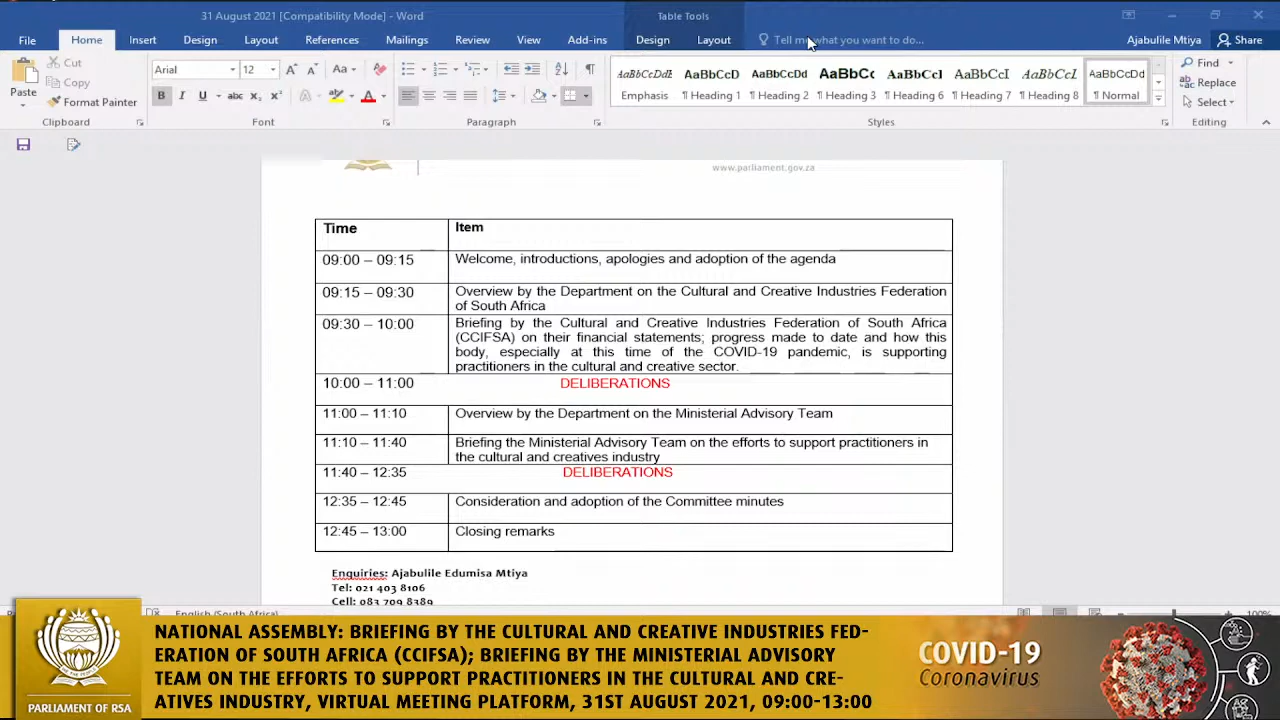 31 August 2021 [Compatibility Mode] - Word
Table Tools
File Home Insert Design Layout References Mailings Review View Add-ins Design Layout Tell me what you want to do... Ajabulile Mtiya Share
Paste
Cut
Copy
Format Painter
Clipboard
Arial 12
Font
Paragraph
AaBbCcDdE AaBbCcD AaBbCcDd AaBbCc AaBbCcI AaBbCcI AaBbCcI AaBbCcDd
Emphasis ¶ Heading 1 ¶ Heading 2 ¶ Heading 3 ¶ Heading 6 ¶ Heading 7 ¶ Heading 8 ¶ Normal
Styles
Find
Replace
Select
Editing
www.parliament.gov.za
Time Item
09:00 – 09:15 Welcome, introductions, apologies and adoption of the agenda
09:15 – 09:30 Overview by the Department on the Cultural and Creative Industries Federation
of South Africa
09:30 – 10:00 Briefing by the Cultural and Creative Industries Federation of South Africa
(CCIFSA) on their financial statements; progress made to date and how this
body, especially at this time of the COVID-19 pandemic, is supporting
practitioners in the cultural and creative sector.
10:00 – 11:00 DELIBERATIONS
11:00 – 11:10 Overview by the Department on the Ministerial Advisory Team
11:10 – 11:40 Briefing the Ministerial Advisory Team on the efforts to support practitioners in
the cultural and creatives industry
11:40 – 12:35 DELIBERATIONS
12:35 – 12:45 Consideration and adoption of the Committee minutes
12:45 – 13:00 Closing remarks
Enquiries: Ajabulile Edumisa Mtiya
Tel: 021 403 8106
Cell: 083 709 8389
English (South Africa) 100%
NATIONAL ASSEMBLY: BRIEFING BY THE CULTURAL AND CREATIVE INDUSTRIES FED-
ERATION OF SOUTH AFRICA (CCIFSA); BRIEFING BY THE MINISTERIAL ADVISORY
TEAM ON THE EFFORTS TO SUPPORT PRACTITIONERS IN THE CULTURAL AND CRE-
ATIVES INDUSTRY, VIRTUAL MEETING PLATFORM, 31ST AUGUST 2021, 09:00-13:00
PARLIAMENT OF RSA
COVID-19
Coronavirus